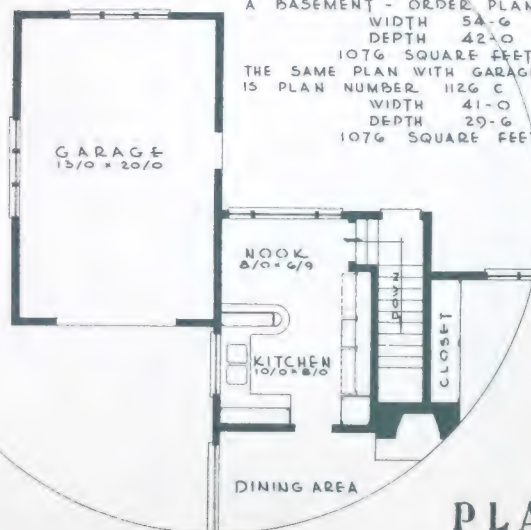 A BASEMENT - ORDER PLAN
WIDTH 54-6
DEPTH 42-0
1076 SQUARE FEET
THE SAME PLAN WITH GARAGE
IS PLAN NUMBER 1126 C
WIDTH 41-0
DEPTH 29-6
1076 SQUARE FEET
GARAGE
13/0 x 20/0
NOOK
8/0 x 6/9
DOWN
CLOSET
KITCHEN
10/0 x 8/0
DINING AREA
PLA